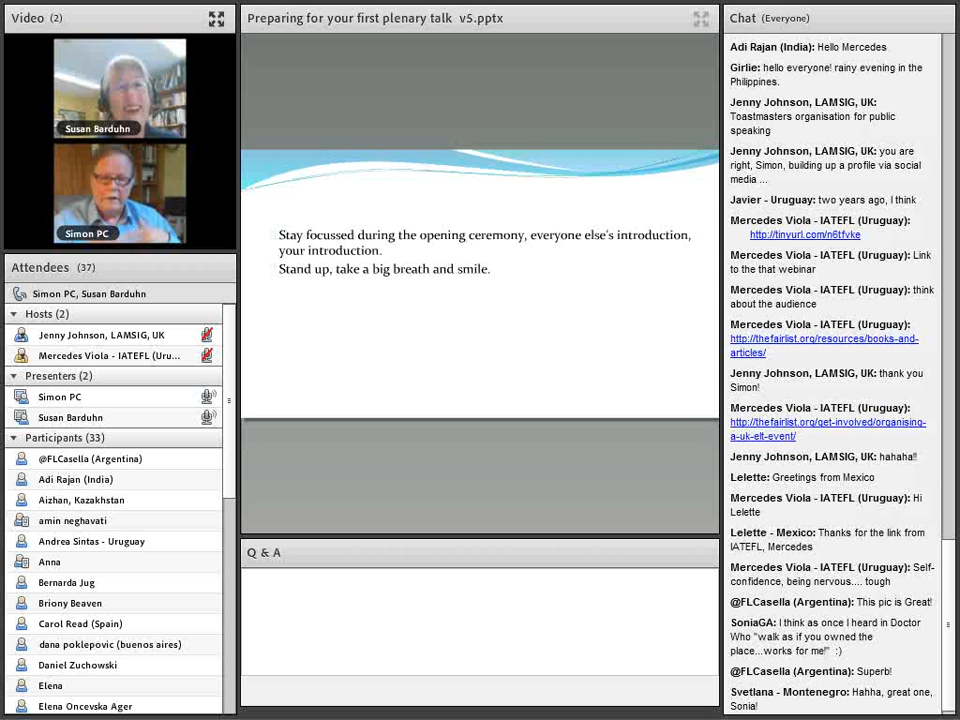 Video (2)
Susan Barduhn
Simon PC
Attendees (37)
Simon PC, Susan Barduhn
Hosts (2)
Jenny Johnson, LAMSIG, UK
Mercedes Viola - IATEFL (Uru...
Presenters (2)
Simon PC
Susan Barduhn
Participants (33)
@FLCasella (Argentina)
Adi Rajan (India)
Aizhan, Kazakhstan
amin neghavati
Andrea Sintas - Uruguay
Anna
Bernarda Jug
Briony Beaven
Carol Read (Spain)
dana poklepovic (buenos aires)
Daniel Zuchowski
Elena
Elena Oncevska Ager
Preparing for your first plenary talk v5.pptx
Stay focussed during the opening ceremony, everyone else's introduction,
your introduction.
Stand up, take a big breath and smile.
Q & A
Chat (Everyone)
Adi Rajan (India): Hello Mercedes
Girlie: hello everyone! rainy evening in the
Philippines.
Jenny Johnson, LAMSIG, UK:
Toastmasters organisation for public
speaking
Jenny Johnson, LAMSIG, UK: you are
right, Simon, building up a profile via social
media ...
Javier - Uruguay: two years ago, I think
Mercedes Viola - IATEFL (Uruguay):
http://tinyurl.com/n6tfvke
Mercedes Viola - IATEFL (Uruguay): Link
to the that webinar
Mercedes Viola - IATEFL (Uruguay): think
about the audience
Mercedes Viola - IATEFL (Uruguay):
http://thefairlist.org/resources/books-and-
articles/
Jenny Johnson, LAMSIG, UK: thank you
Simon!
Mercedes Viola - IATEFL (Uruguay):
http://thefairlist.org/get-involved/organising-
a-uk-elt-event/
Jenny Johnson, LAMSIG, UK: hahaha!!
Lelette: Greetings from Mexico
Mercedes Viola - IATEFL (Uruguay): Hi
Lelette
Lelette - Mexico: Thanks for the link from
IATEFL, Mercedes
Mercedes Viola - IATEFL (Uruguay): Self-
confidence, being nervous.... tough
@FLCasella (Argentina): This pic is Great!
SoniaGA: I think as once I heard in Doctor
Who "walk as if you owned the
place...works for me!" :)
@FLCasella (Argentina): Superb!
Svetlana - Montenegro: Hahha, great one,
Sonia!